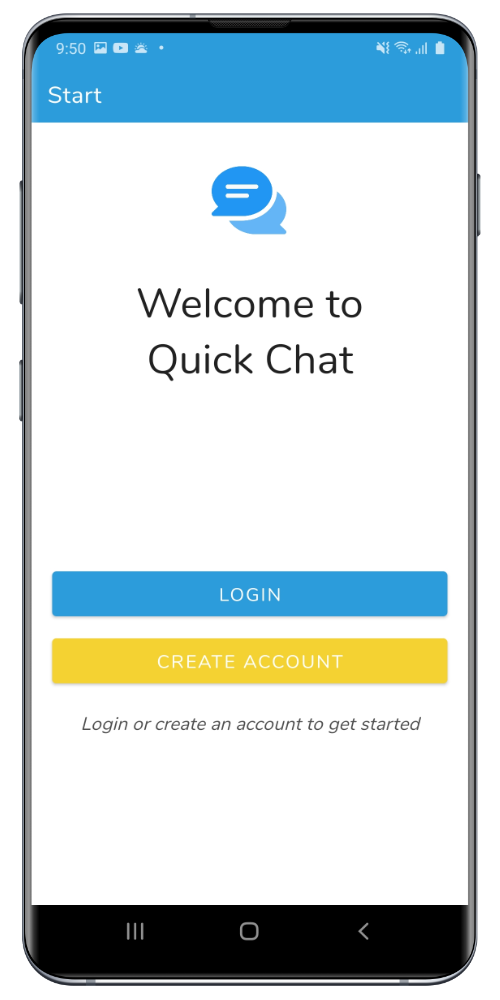 9:50
Start
Welcome to
Quick Chat
LOGIN
CREATE ACCOUNT
Login or create an account to get started